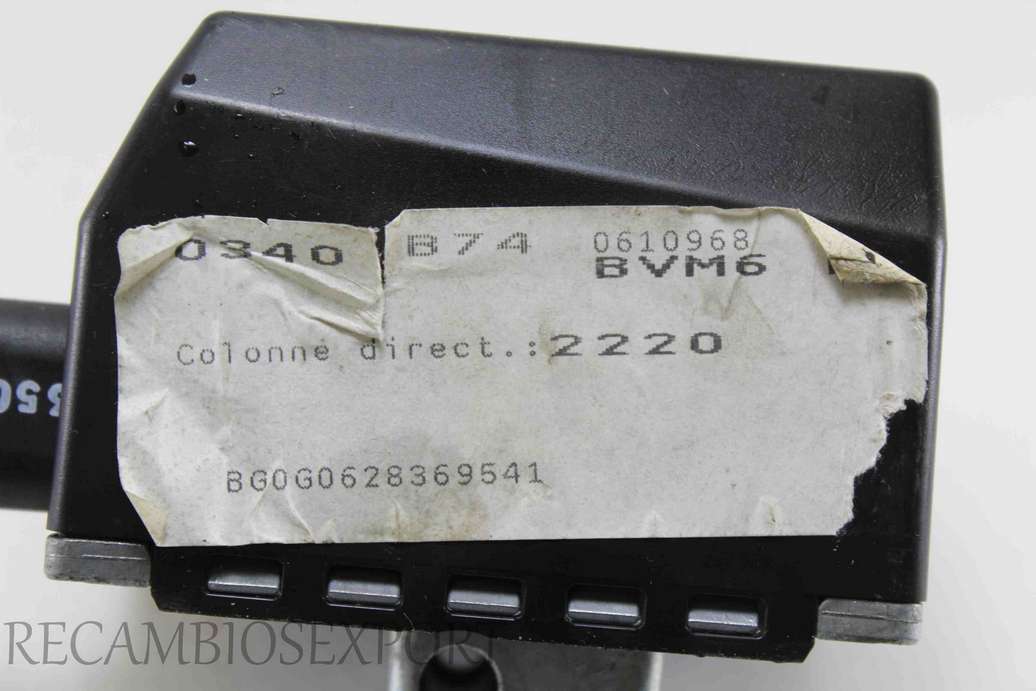 0340 B74 0610968
BVM6
Colonne direct.:2220
BG0G0628369541
RECAMBIOSEXPORT